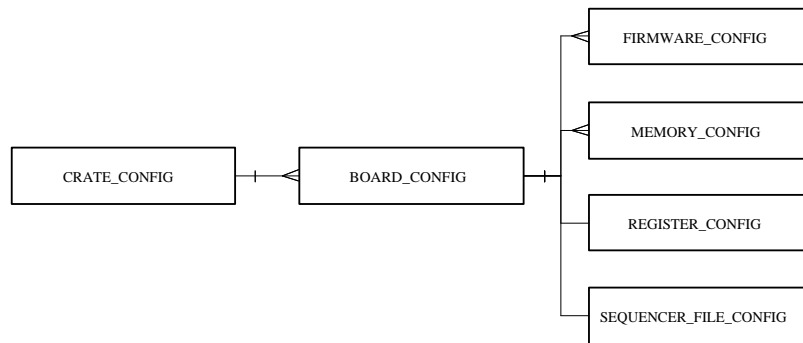 FIRMWARE_CONFIG
MEMORY_CONFIG
CRATE_CONFIG
BOARD_CONFIG
REGISTER_CONFIG
SEQUENCER_FILE_CONFIG